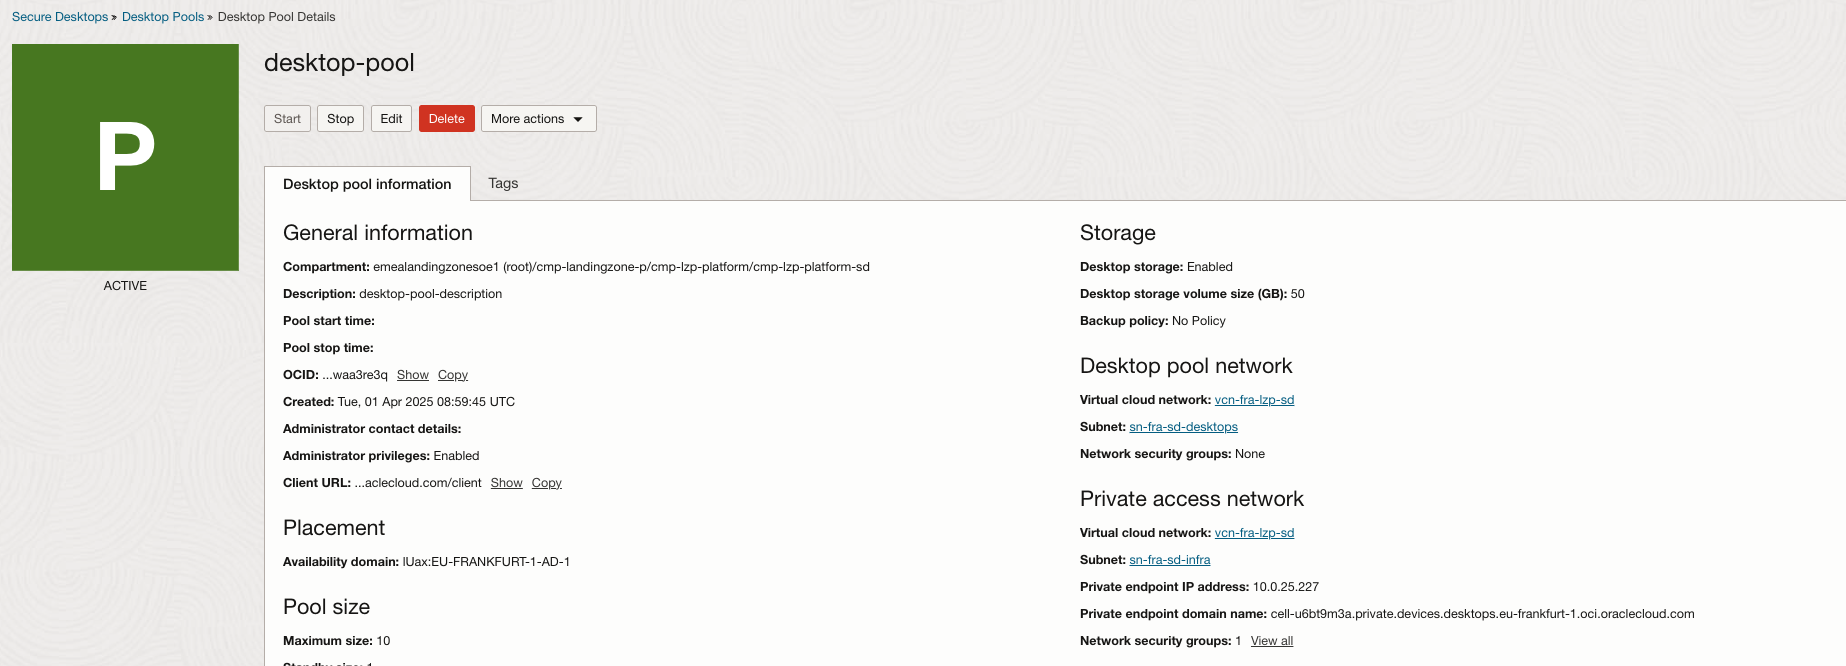 Secure Desktops » Desktop Pools » Desktop Pool Details
P
ACTIVE
desktop-pool
Start Stop Edit Delete More actions
Desktop pool information Tags
General information
Compartment: emealandingzonesoe1 (root)/cmp-landingzone-p/cmp-lzp-platform/cmp-lzp-platform-sd
Description: desktop-pool-description
Pool start time:
Pool stop time:
OCID: ...waa3re3q Show Copy
Created: Tue, 01 Apr 2025 08:59:45 UTC
Administrator contact details:
Administrator privileges: Enabled
Client URL: ...aclecloud.com/client Show Copy
Placement
Availability domain: lUax:EU-FRANKFURT-1-AD-1
Pool size
Maximum size: 10
Standby size: 1
Storage
Desktop storage: Enabled
Desktop storage volume size (GB): 50
Backup policy: No Policy
Desktop pool network
Virtual cloud network: vcn-fra-lzp-sd
Subnet: sn-fra-sd-desktops
Network security groups: None
Private access network
Virtual cloud network: vcn-fra-lzp-sd
Subnet: sn-fra-sd-infra
Private endpoint IP address: 10.0.25.227
Private endpoint domain name: cell-u6bt9m3a.private.devices.desktops.eu-frankfurt-1.oci.oraclecloud.com
Network security groups: 1 View all